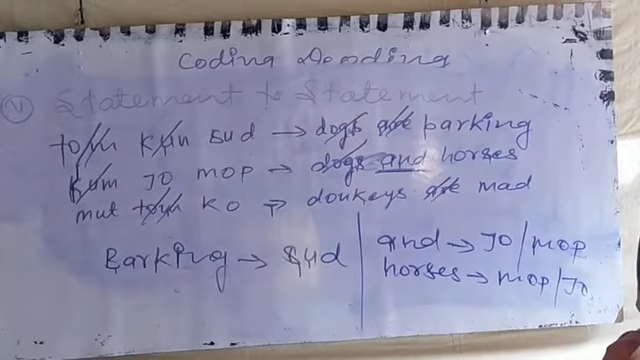 Coding Decoding
(V) Statement to Statement
tom kun sud → dogs are barking
kum Jo mop → dogs and horses
mut tom ko → donkeys are mad
Barking → Sud
and → Jo/mop
horses → mop/Jo